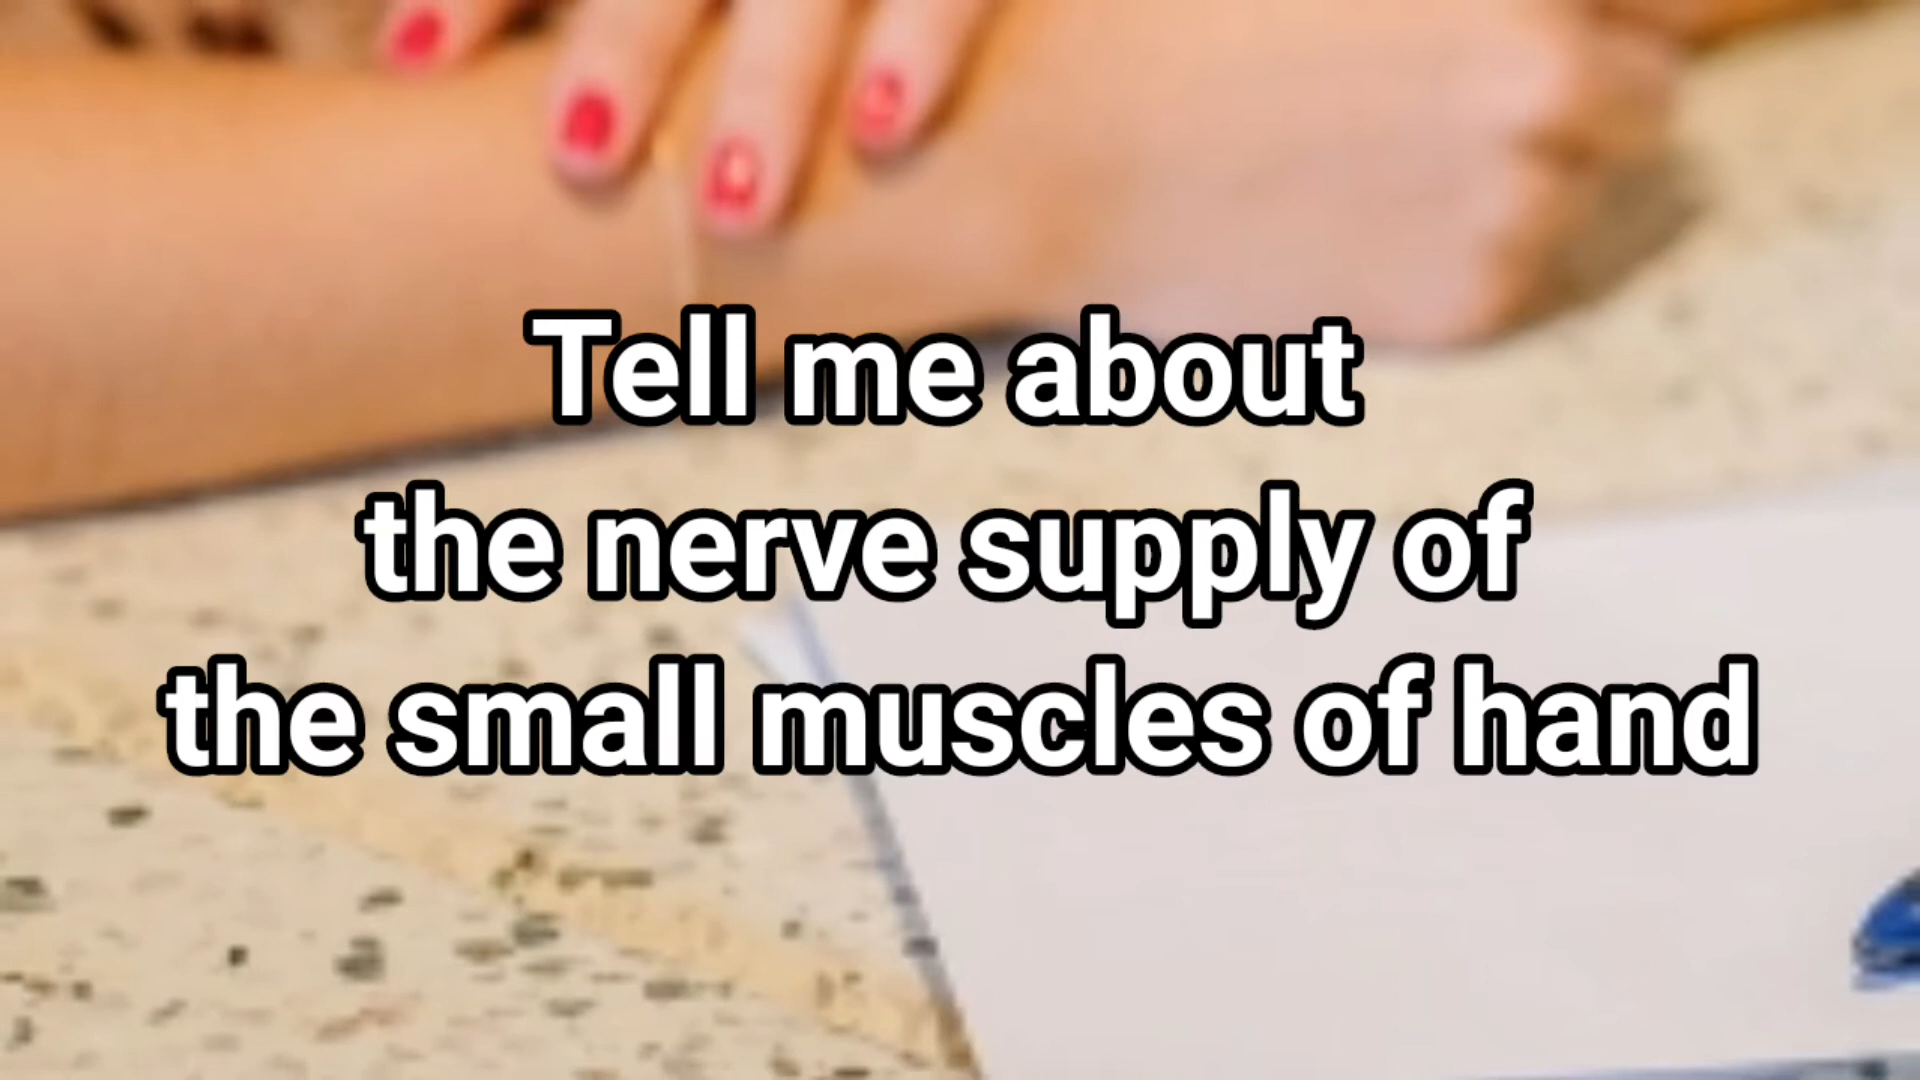 Tell me about
the nerve supply of
the small muscles of hand